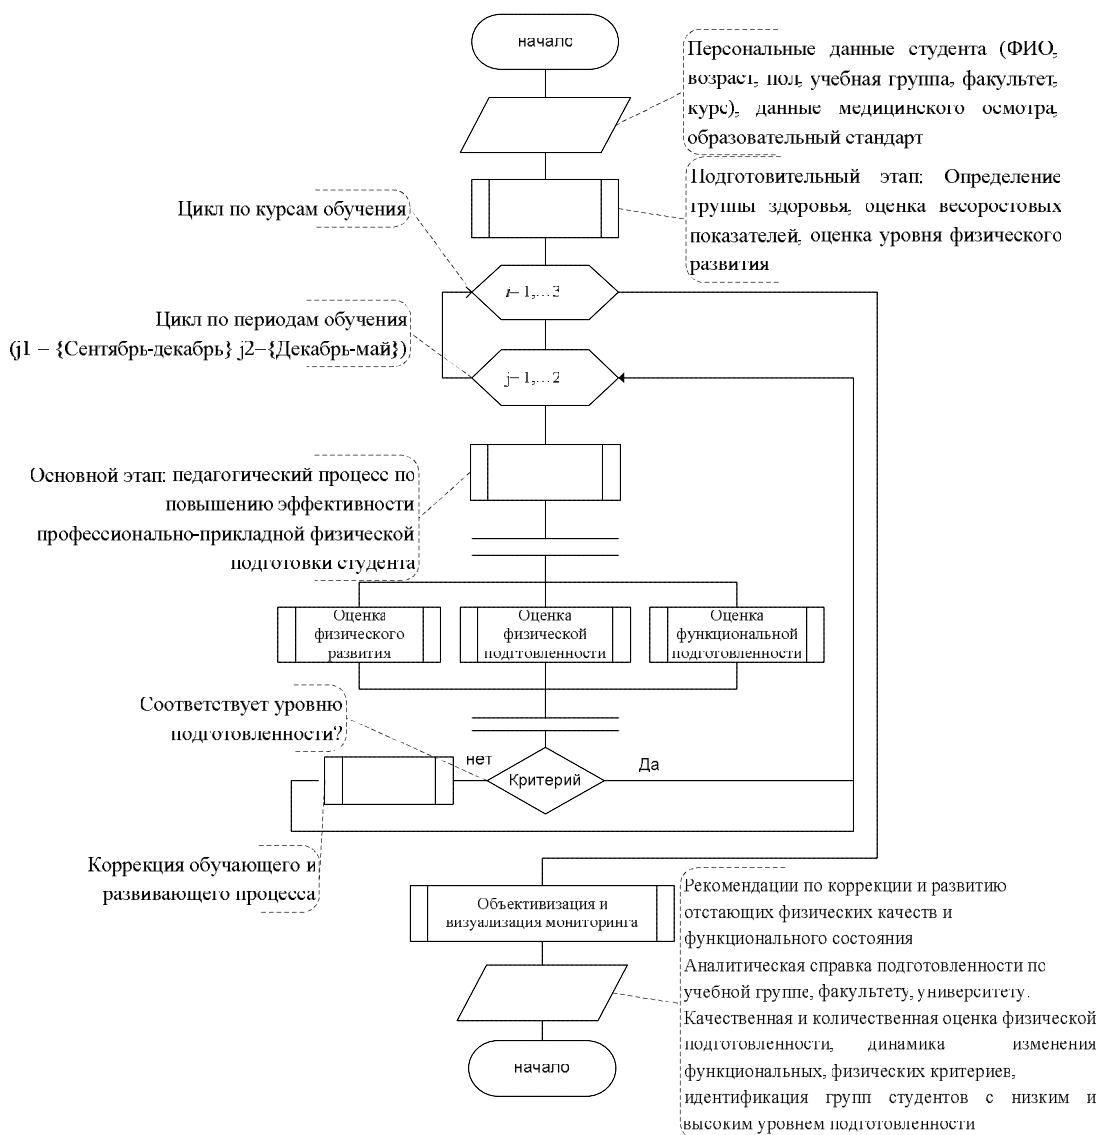 начало
Персональные данные студента (ФИО,
возраст, пол, учебная группа, факультет,
курс), данные медицинского осмотра,
образовательный стандарт
Подготовительный этап: Определение
группы здоровья, оценка весоростовых
показателей, оценка уровня физического
развития
Цикл по курсам обучения
i=1,…3
Цикл по периодам обучения
(j1 – {Сентябрь-декабрь} j2–{Декабрь-май})
j=1,…2
Основной этап: педагогический процесс по
повышению эффективности
профессионально-прикладной физической
подготовки студента
Оценка
физического
развития
Оценка
физической
подгтовленности
Оценка
функциональной
подготовленности
Соответствует уровню
подготовленности?
нет
Критерий
Да
Коррекция обучающего и
развивающего процесса
Объективизация и
визуализация мониторинга
Рекомендации по коррекции и развитию
отстающих физических качеств и
функционального состояния
Аналитическая справка подготовленности по
учебной группе, факультету, университету.
Качественная и количественная оценка физической
подготовленности, динамика изменения
функциональных, физических критериев,
идентификация групп студентов с низким и
высоким уровнем подготовленности
начало